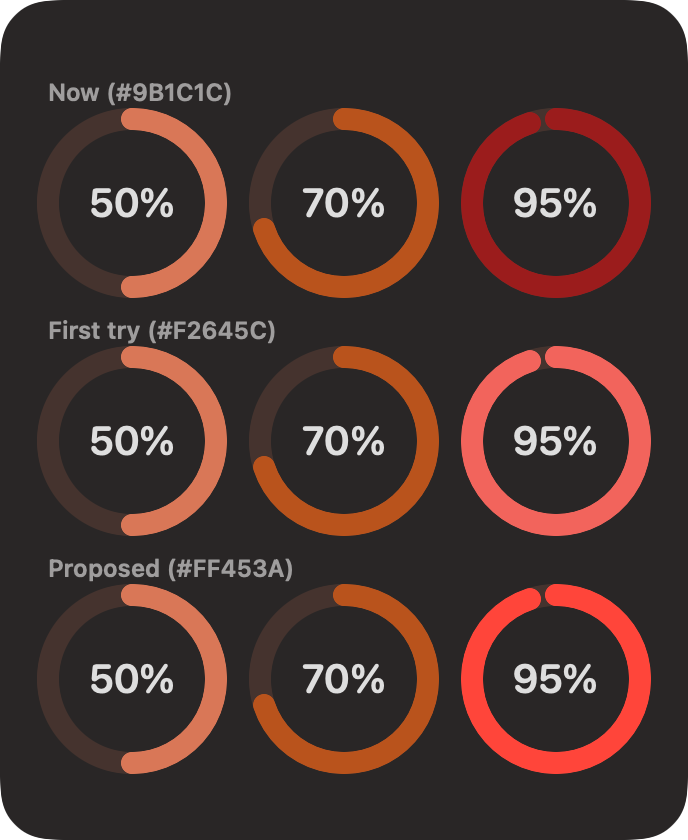 Now (#9B1C1C)
50% 70% 95%
First try (#F2645C)
50% 70% 95%
Proposed (#FF453A)
50% 70% 95%